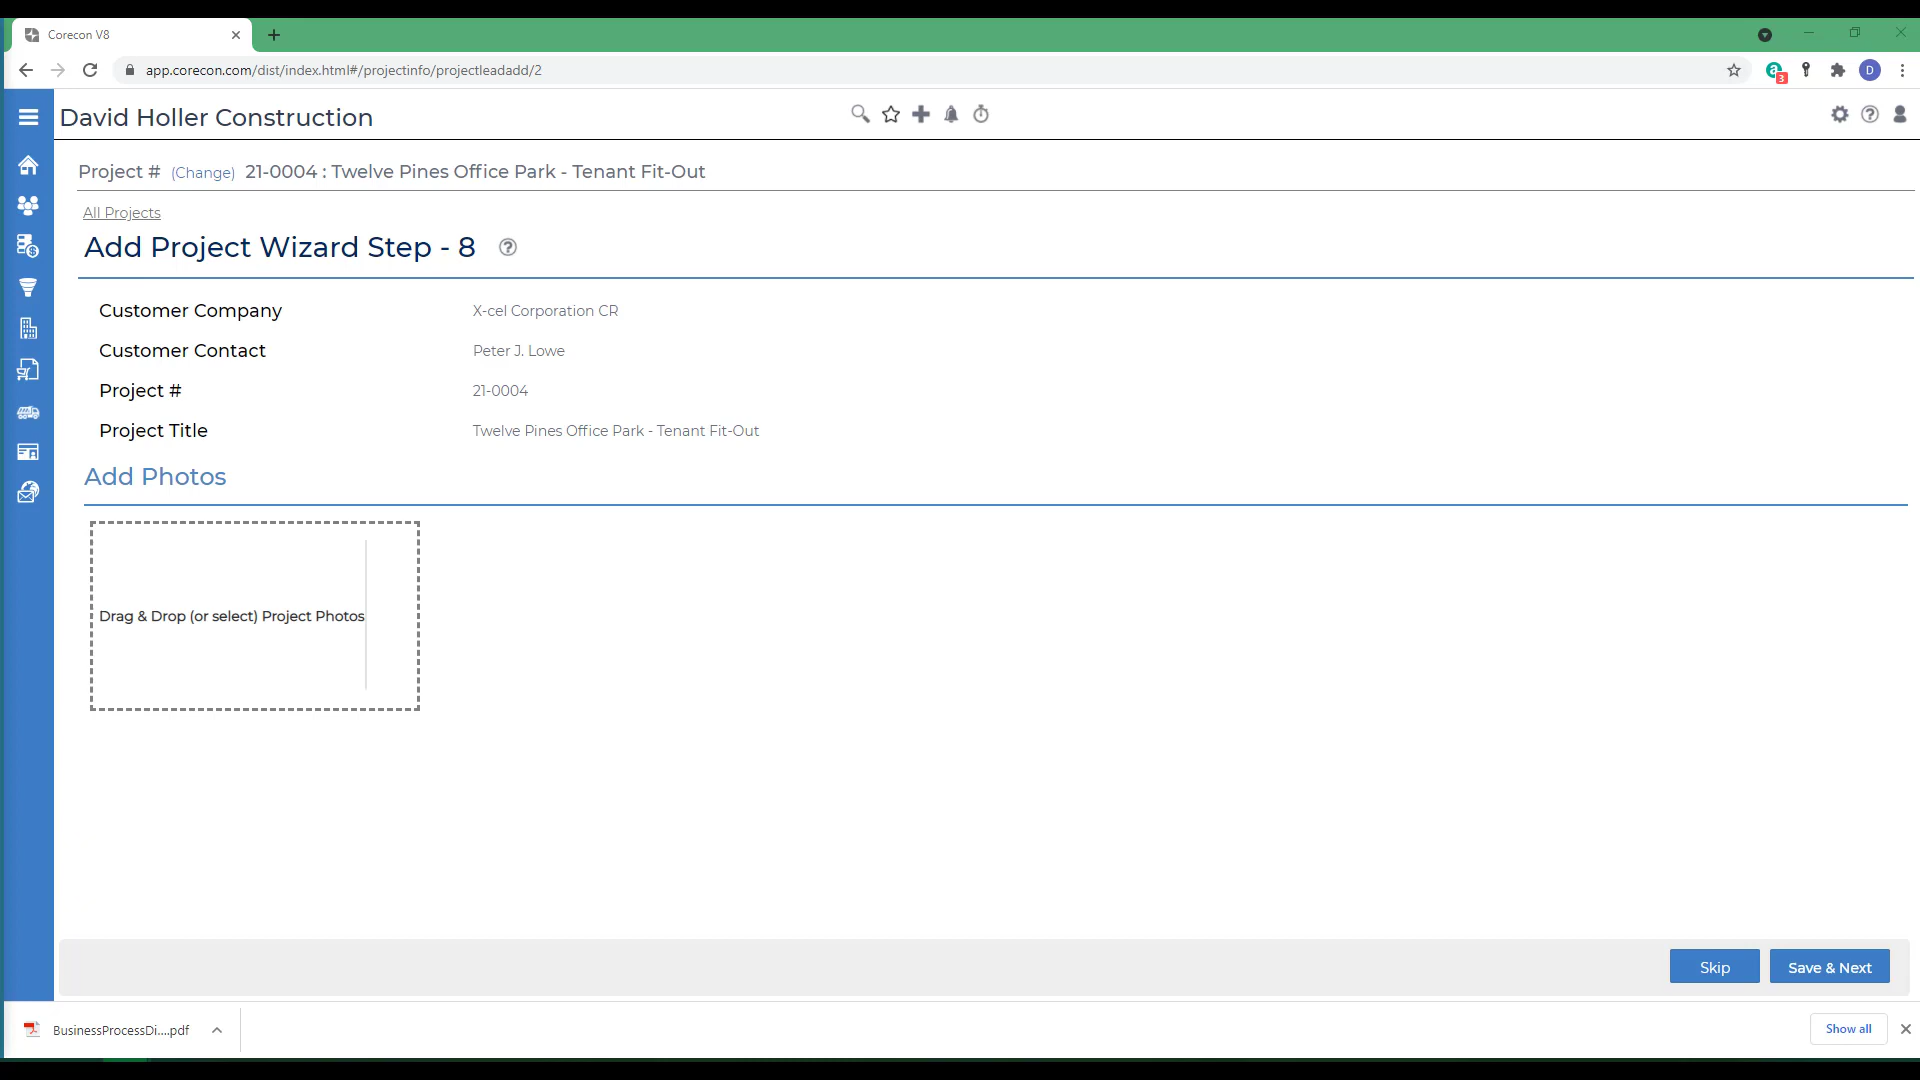 Corecon V8
app.corecon.com/dist/index.html#/projectinfo/projectleadadd/2
3
D
David Holler Construction
Project # (Change) 21-0004 : Twelve Pines Office Park - Tenant Fit-Out
All Projects
Add Project Wizard Step - 8
Customer Company X-cel Corporation CR
Customer Contact Peter J. Lowe
Project # 21-0004
Project Title Twelve Pines Office Park - Tenant Fit-Out
Add Photos
Drag & Drop (or select) Project Photos
Skip Save & Next
BusinessProcessDi....pdf Show all